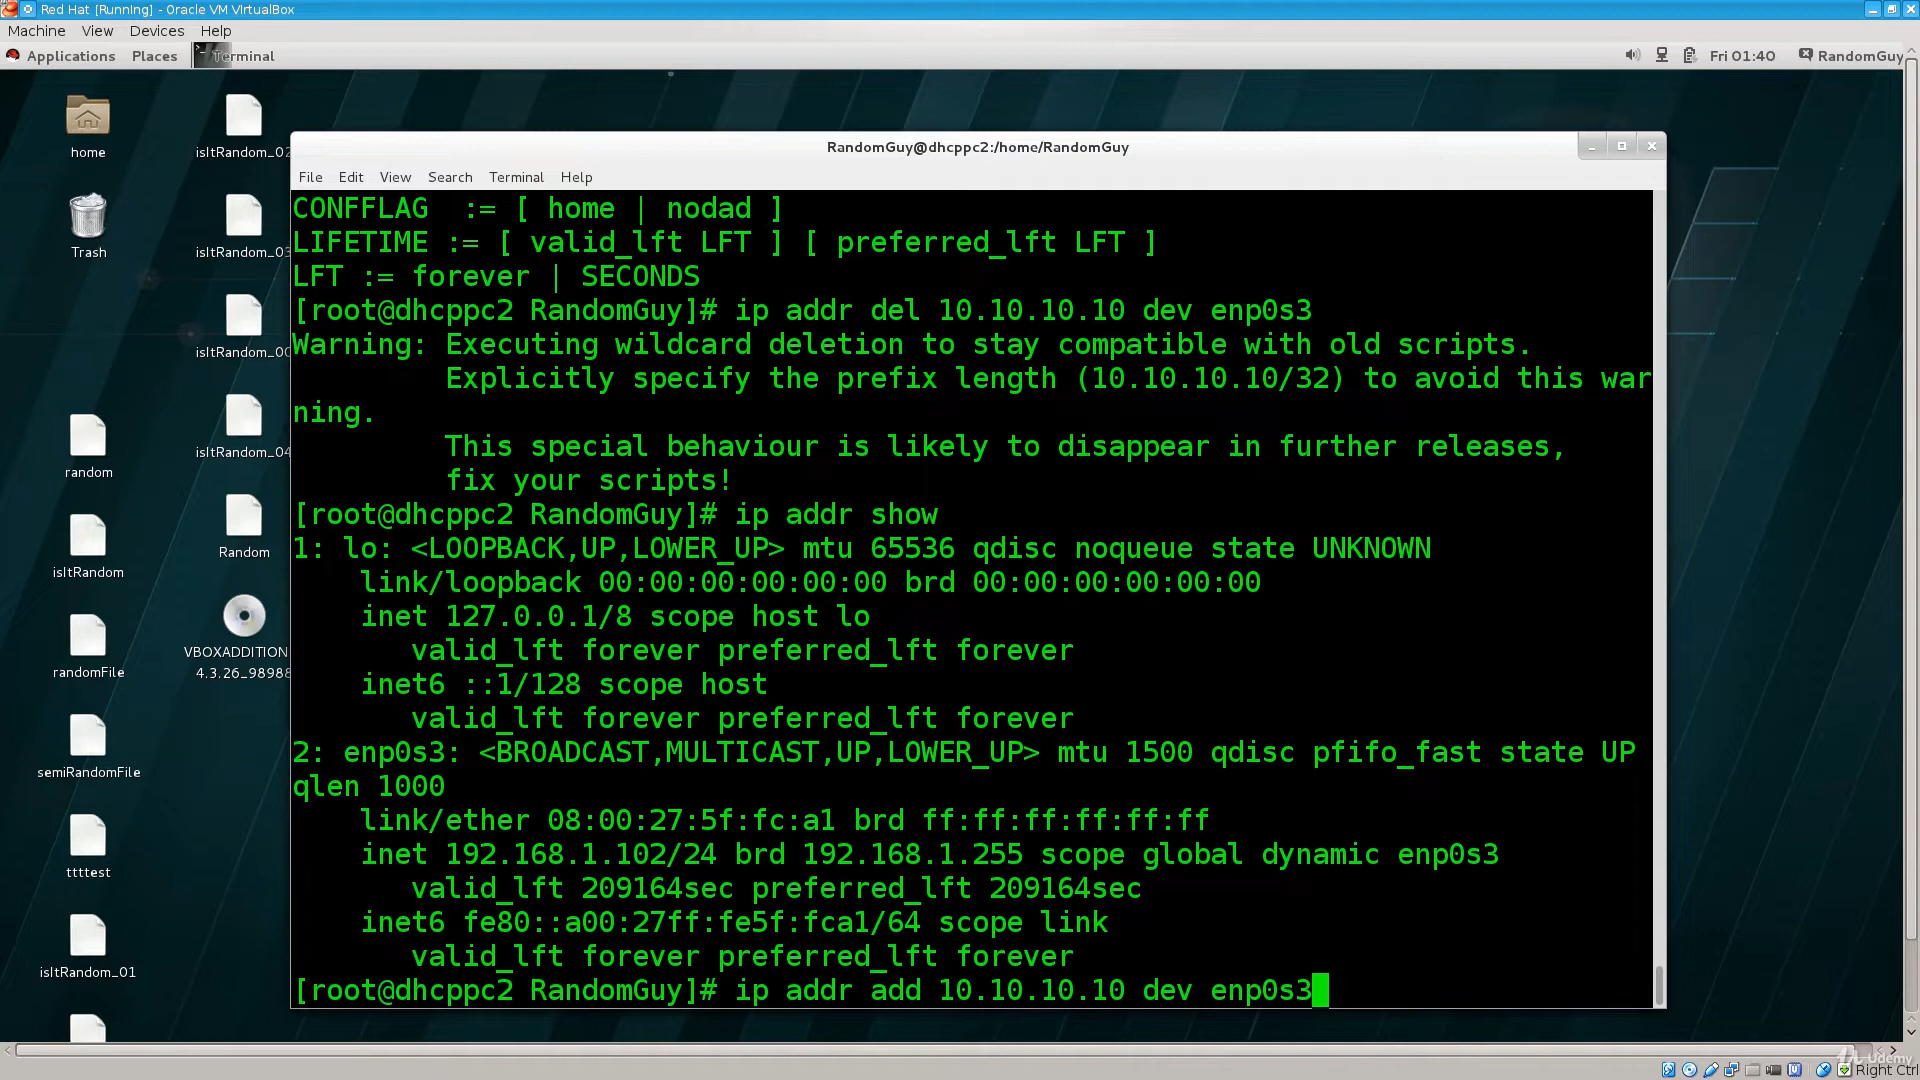 Red Hat [Running] - Oracle VM VirtualBox
Machine View Devices Help
Applications Places Terminal Fri 01:40 RandomGuy
home
Trash
random
isItRandom
randomFile
semiRandomFile
ttttest
isItRandom_01
isItRandom_02
isItRandom_03
isItRandom_00
isItRandom_04
Random
VBOXADDITION
4.3.26_98988
RandomGuy@dhcppc2:/home/RandomGuy
File Edit View Search Terminal Help
CONFFLAG  := [ home | nodad ]
LIFETIME := [ valid_lft LFT ] [ preferred_lft LFT ]
LFT := forever | SECONDS
[root@dhcppc2 RandomGuy]# ip addr del 10.10.10.10 dev enp0s3
Warning: Executing wildcard deletion to stay compatible with old scripts.
         Explicitly specify the prefix length (10.10.10.10/32) to avoid this war
ning.
         This special behaviour is likely to disappear in further releases,
         fix your scripts!
[root@dhcppc2 RandomGuy]# ip addr show
1: lo: <LOOPBACK,UP,LOWER_UP> mtu 65536 qdisc noqueue state UNKNOWN
    link/loopback 00:00:00:00:00:00 brd 00:00:00:00:00:00
    inet 127.0.0.1/8 scope host lo
       valid_lft forever preferred_lft forever
    inet6 ::1/128 scope host
       valid_lft forever preferred_lft forever
2: enp0s3: <BROADCAST,MULTICAST,UP,LOWER_UP> mtu 1500 qdisc pfifo_fast state UP
qlen 1000
    link/ether 08:00:27:5f:fc:a1 brd ff:ff:ff:ff:ff:ff
    inet 192.168.1.102/24 brd 192.168.1.255 scope global dynamic enp0s3
       valid_lft 209164sec preferred_lft 209164sec
    inet6 fe80::a00:27ff:fe5f:fca1/64 scope link
       valid_lft forever preferred_lft forever
[root@dhcppc2 RandomGuy]# ip addr add 10.10.10.10 dev enp0s3
Udemy
Right Ctrl